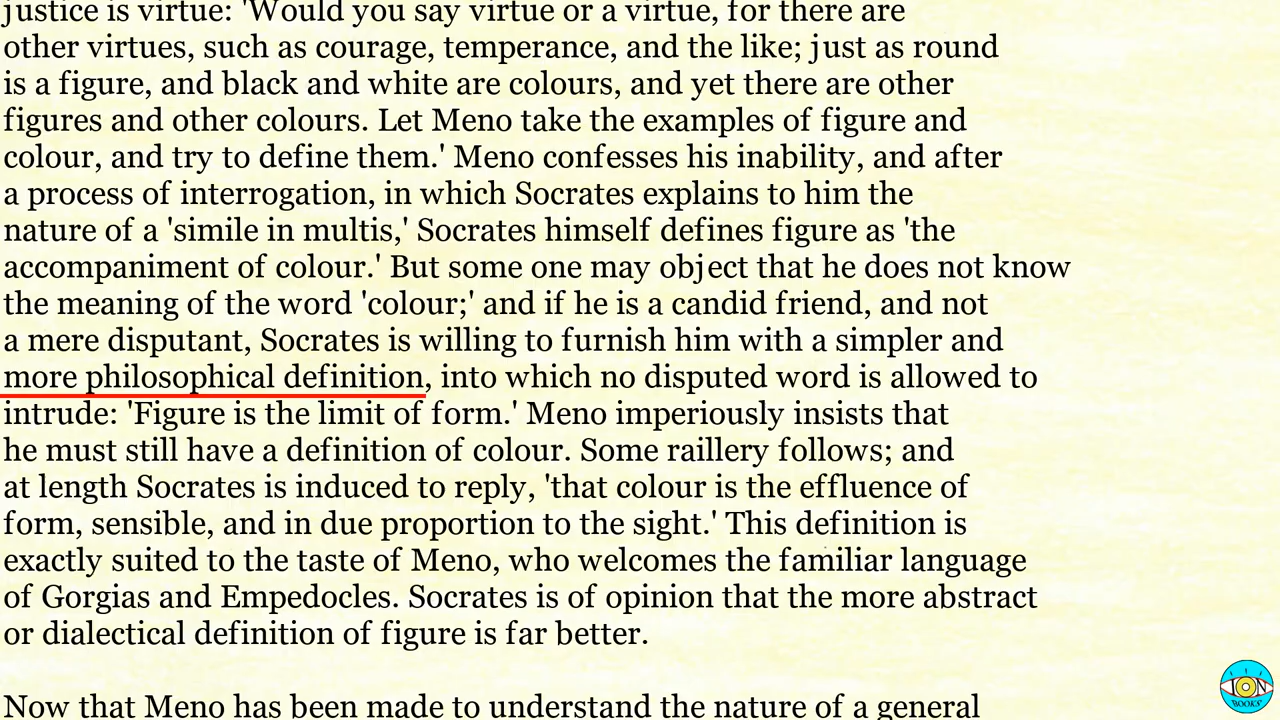 justice is virtue: 'Would you say virtue or a virtue, for there are
other virtues, such as courage, temperance, and the like; just as round
is a figure, and black and white are colours, and yet there are other
figures and other colours. Let Meno take the examples of figure and
colour, and try to define them.' Meno confesses his inability, and after
a process of interrogation, in which Socrates explains to him the
nature of a 'simile in multis,' Socrates himself defines figure as 'the
accompaniment of colour.' But some one may object that he does not know
the meaning of the word 'colour;' and if he is a candid friend, and not
a mere disputant, Socrates is willing to furnish him with a simpler and
more philosophical definition, into which no disputed word is allowed to
intrude: 'Figure is the limit of form.' Meno imperiously insists that
he must still have a definition of colour. Some raillery follows; and
at length Socrates is induced to reply, 'that colour is the effluence of
form, sensible, and in due proportion to the sight.' This definition is
exactly suited to the taste of Meno, who welcomes the familiar language
of Gorgias and Empedocles. Socrates is of opinion that the more abstract
or dialectical definition of figure is far better.
Now that Meno has been made to understand the nature of a general
ION
BOOKS